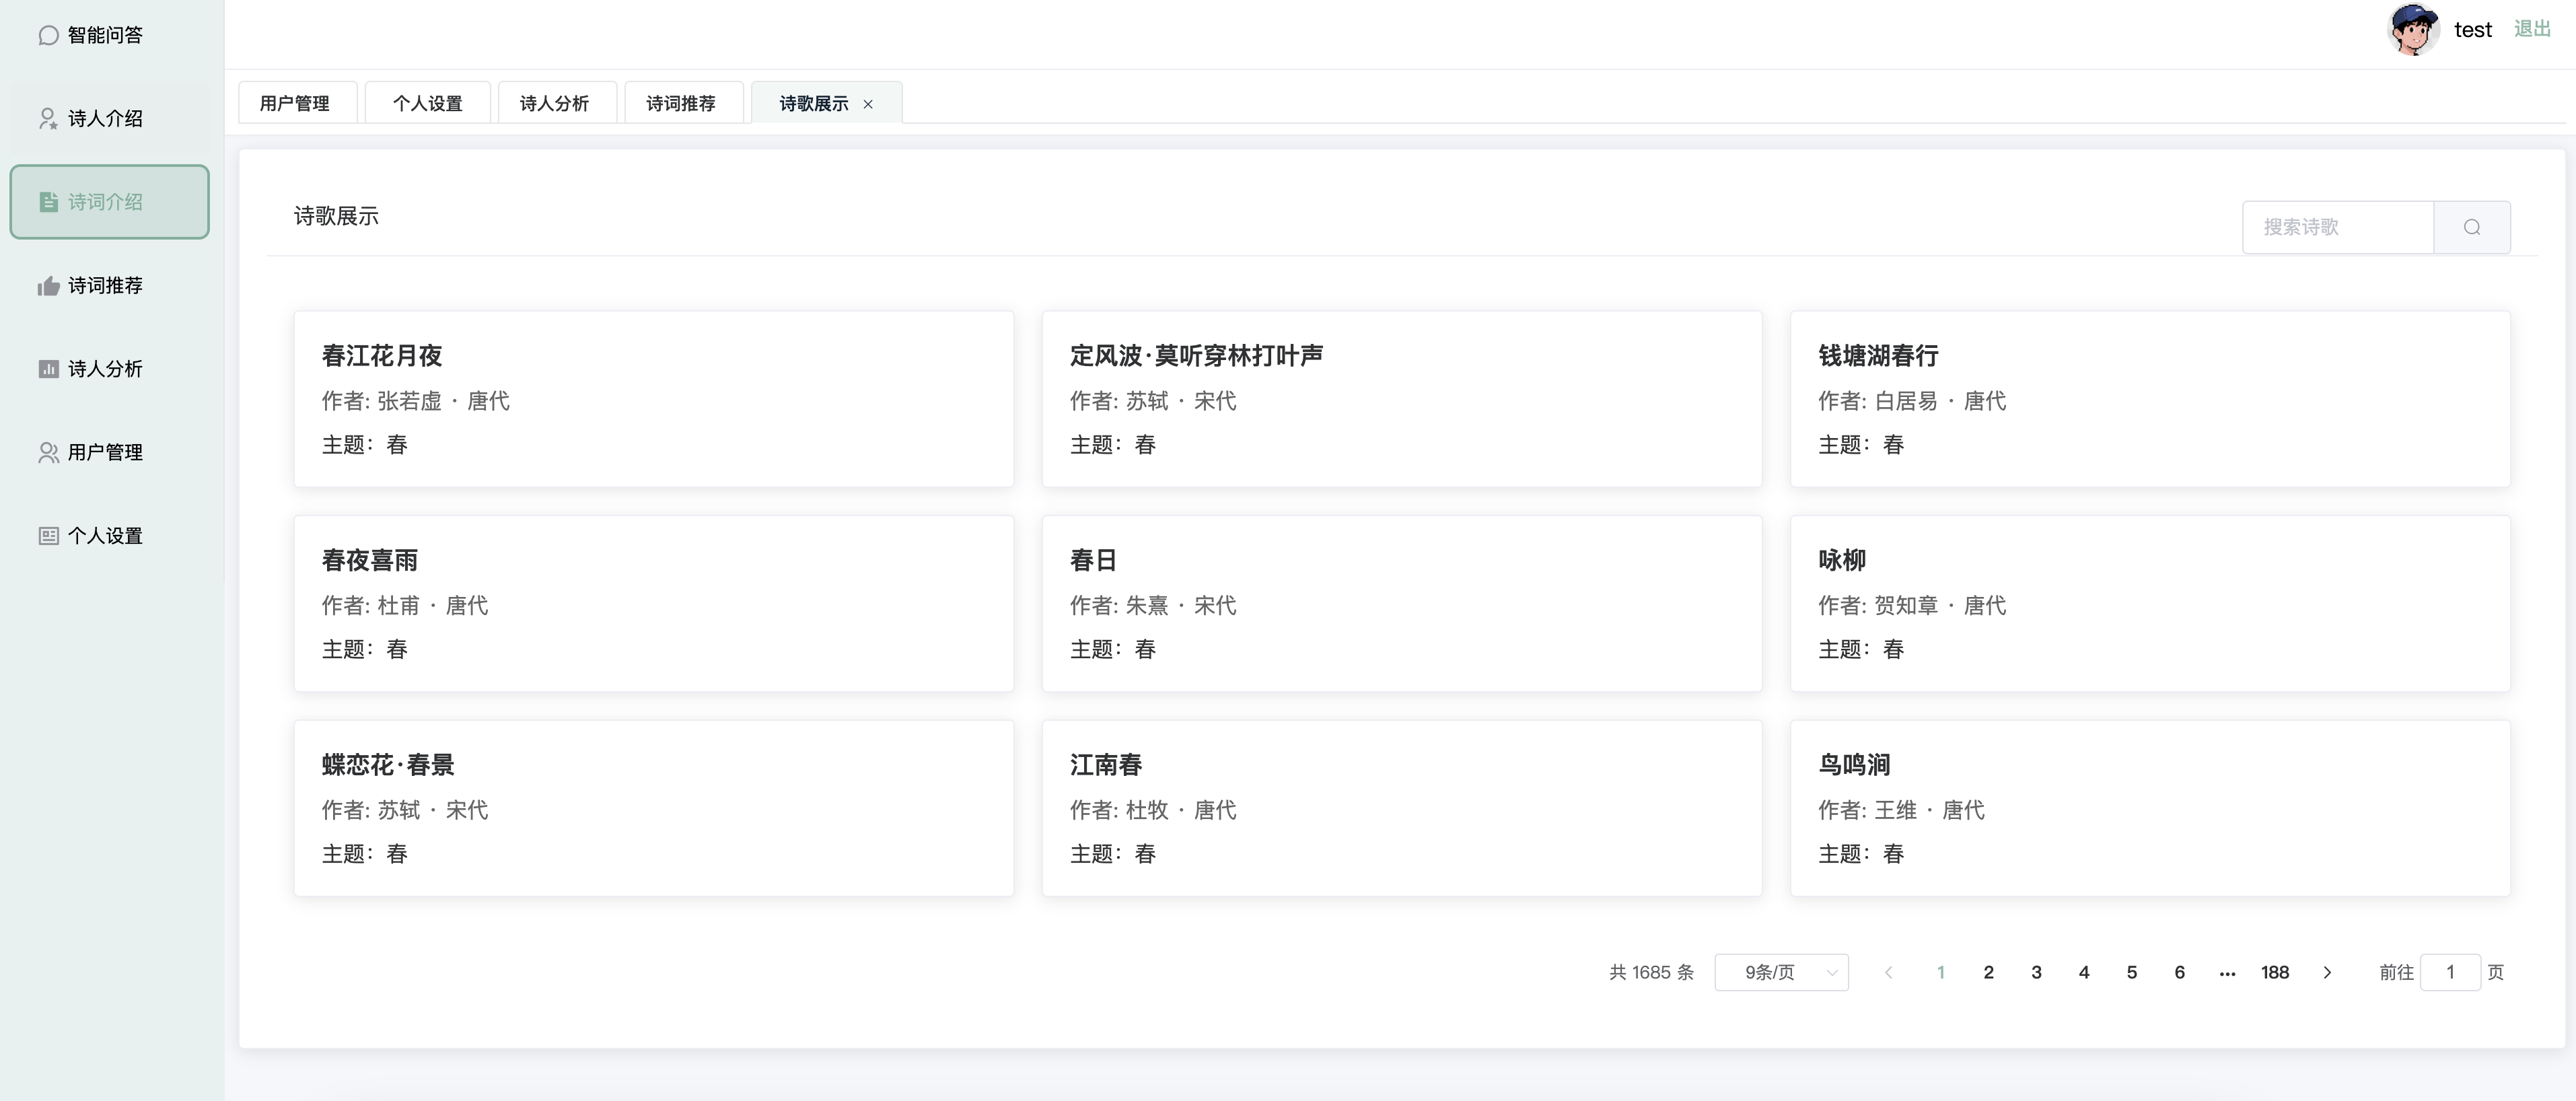 智能问答
诗人介绍
诗词介绍
诗词推荐
诗人分析
用户管理
个人设置
test 退出
用户管理 个人设置 诗人分析 诗词推荐 诗歌展示 ×
诗歌展示
搜索诗歌
春江花月夜
作者: 张若虚 · 唐代
主题：春
定风波·莫听穿林打叶声
作者: 苏轼 · 宋代
主题：春
钱塘湖春行
作者: 白居易 · 唐代
主题：春
春夜喜雨
作者: 杜甫 · 唐代
主题：春
春日
作者: 朱熹 · 宋代
主题：春
咏柳
作者: 贺知章 · 唐代
主题：春
蝶恋花·春景
作者: 苏轼 · 宋代
主题：春
江南春
作者: 杜牧 · 唐代
主题：春
鸟鸣涧
作者: 王维 · 唐代
主题：春
共 1685 条 9条/页 1 2 3 4 5 6 ... 188 前往 1 页